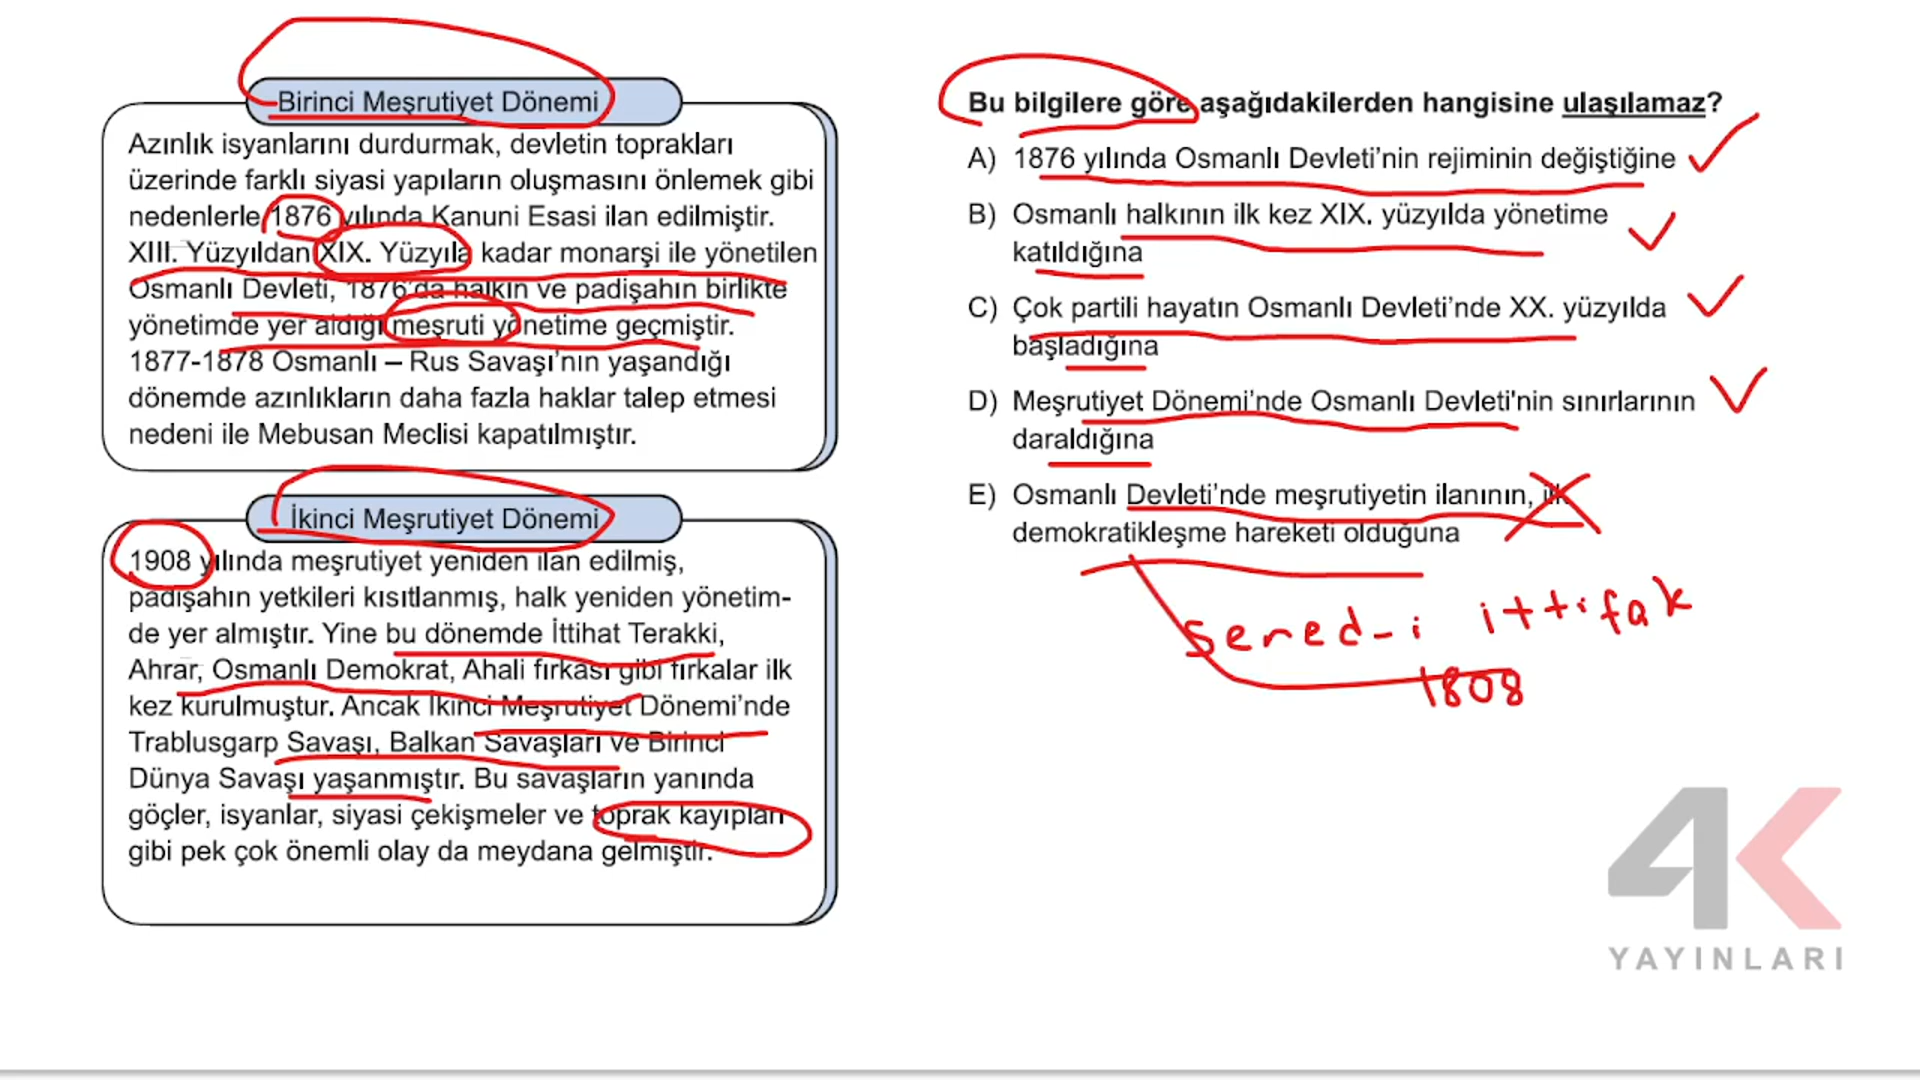 Birinci Meşrutiyet Dönemi
Azınlık isyanlarını durdurmak, devletin toprakları
üzerinde farklı siyasi yapıların oluşmasını önlemek gibi
nedenlerle 1876 yılında Kanuni Esasi ilan edilmiştir.
XIII. Yüzyıldan XIX. Yüzyıla kadar monarşi ile yönetilen
Osmanlı Devleti, 1876'da halkın ve padişahın birlikte
yönetimde yer aldığı meşruti yönetime geçmiştir.
1877-1878 Osmanlı – Rus Savaşı'nın yaşandığı
dönemde azınlıkların daha fazla haklar talep etmesi
nedeni ile Mebusan Meclisi kapatılmıştır.
İkinci Meşrutiyet Dönemi
1908 yılında meşrutiyet yeniden ilan edilmiş,
padişahın yetkileri kısıtlanmış, halk yeniden yönetim-
de yer almıştır. Yine bu dönemde İttihat Terakki,
Ahrar, Osmanlı Demokrat, Ahali fırkası gibi fırkalar ilk
kez kurulmuştur. Ancak İkinci Meşrutiyet Dönemi'nde
Trablusgarp Savaşı, Balkan Savaşları ve Birinci
Dünya Savaşı yaşanmıştır. Bu savaşların yanında
göçler, isyanlar, siyasi çekişmeler ve toprak kayıpları
gibi pek çok önemli olay da meydana gelmiştir.
Bu bilgilere göre aşağıdakilerden hangisine ulaşılamaz?
A) 1876 yılında Osmanlı Devleti'nin rejiminin değiştiğine
B) Osmanlı halkının ilk kez XIX. yüzyılda yönetime
katıldığına
C) Çok partili hayatın Osmanlı Devleti'nde XX. yüzyılda
başladığına
D) Meşrutiyet Dönemi'nde Osmanlı Devleti'nin sınırlarının
daraldığına
E) Osmanlı Devleti'nde meşrutiyetin ilanının, ilk
demokratikleşme hareketi olduğuna
Sened-i ittifak
1808
4K
YAYINLARI